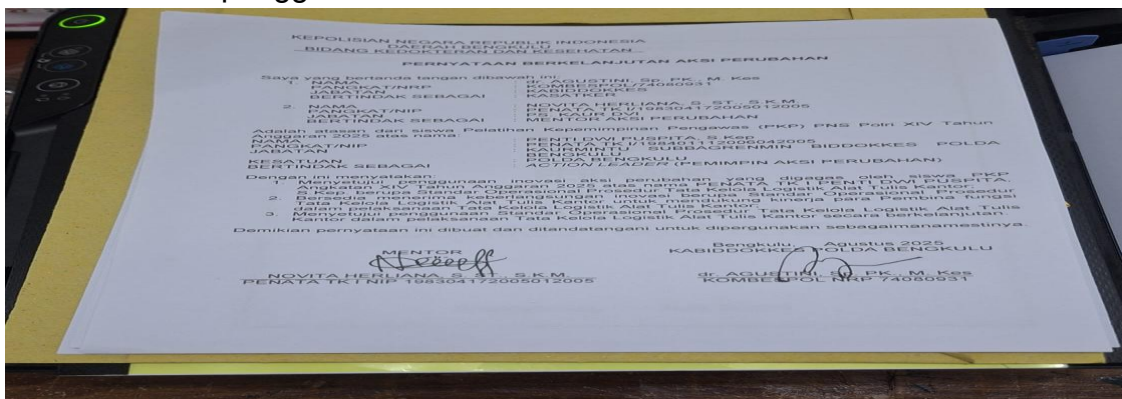 KEPOLISIAN NEGARA REPUBLIK INDONESIA
DAERAH BENGKULU
BIDANG KEDOKTERAN DAN KESEHATAN
PERNYATAAN BERKELANJUTAN AKSI PERUBAHAN
Saya yang bertanda tangan dibawah ini:
1. NAMA : dr. AGUSTINI, Sp. PK., M. Kes
PANGKAT/NRP : KOMBESPOL/74080931
JABATAN : KABIDDOKKES
BERTINDAK SEBAGAI : KASATKER
2. NAMA : NOVITA HERLIANA, S. ST., S.K.M.
PANGKAT/NIP : PENATA TK I/198304172005012005
JABATAN : PS. KAUR DVI
BERTINDAK SEBAGAI : MENTOR AKSI PERUBAHAN
Adalah atasan dari siswa Pelatihan Kepemimpinan Pengawas (PKP) PNS Polri XIV Tahun
Anggaran 2025 atas nama:
NAMA : PENTI DWI PUSPITA, S.Kep
PANGKAT/NIP : PENATA TK I/198401112006042005
JABATAN : KAURMINTU SUBBAGRENMIN BIDDOKKES POLDA
BENGKULU
KESATUAN : POLDA BENGKULU
BERTINDAK SEBAGAI : ACTION LEADER (PEMIMPIN AKSI PERUBAHAN)
Dengan ini menyatakan:
1. Menyetujui penggunaan inovasi aksi perubahan yang digagas oleh siswa PKP
Angkatan XIV Tahun Anggaran 2025 atas nama PENATA TK I PENTI DWI PUSPITA,
S.Kep berupa Standar Operasional Prosedur Tata Kelola Logistik Alat Tulis Kantor;
2. Bersedia menerima keberlangsungan inovasi berupa Standar Operasional Prosedur
Tata Kelola Logistik Alat Tulis Kantor untuk mendukung kinerja para Pembina fungsi
dalam pelaksanaan Tata Kelola Logistik Alat Tulis Kantor;
3. Menyetujui penggunaan Standar Operasional Prosedur Tata Kelola Logistik Alat Tulis
Kantor dalam pelaksanaan Tata Kelola Logistik Alat Tulis Kantor secara berkelanjutan.
Demikian pernyataan ini dibuat dan ditandatangani untuk dipergunakan sebagaimanamestinya.
Bengkulu, Agustus 2025
MENTOR
KABIDDOKKES POLDA BENGKULU
NOVITA HERLIANA, S. ST., S.K.M.
PENATA TK I NIP 198304172005012005
dr. AGUSTINI, Sp. PK., M. Kes
KOMBESPOL NRP 74080931